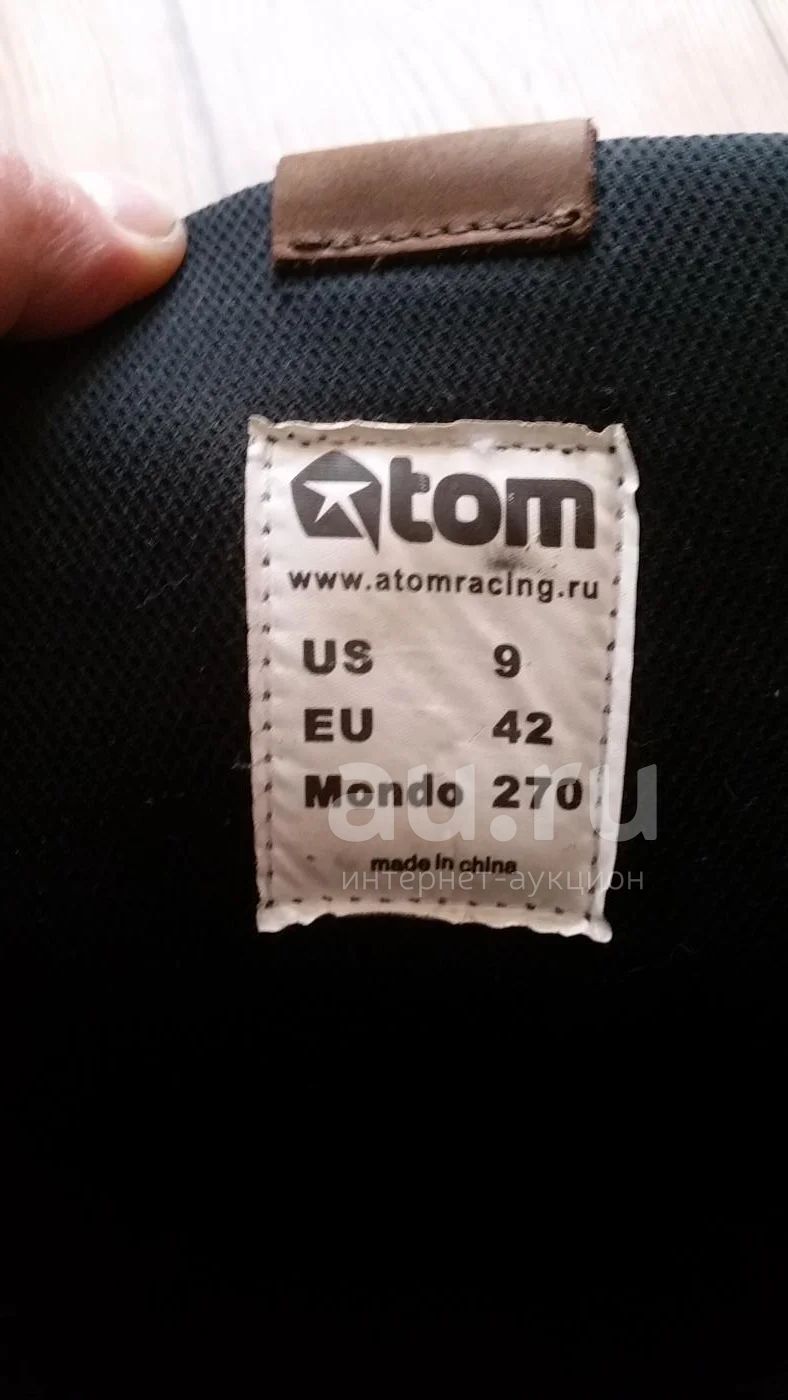 Atom
www.atomracing.ru
US 9
EU 42
Mondo 270
au.ru
made in china
интернет-аукцион